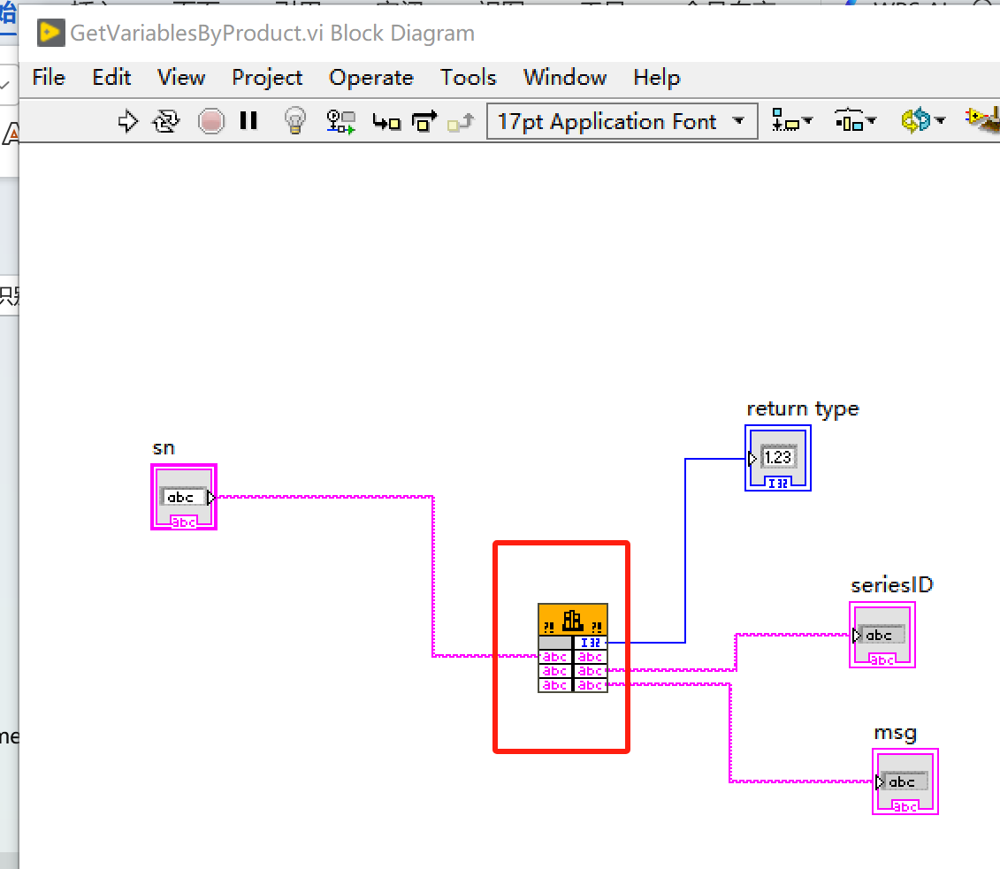 GetVariablesByProduct.vi Block Diagram
File Edit View Project Operate Tools Window Help
17pt Application Font
return type
1.23
I32
sn
abc
abc
seriesID
abc
abc
?! ?!
I32
abc abc
abc abc
abc abc
msg
abc
abc